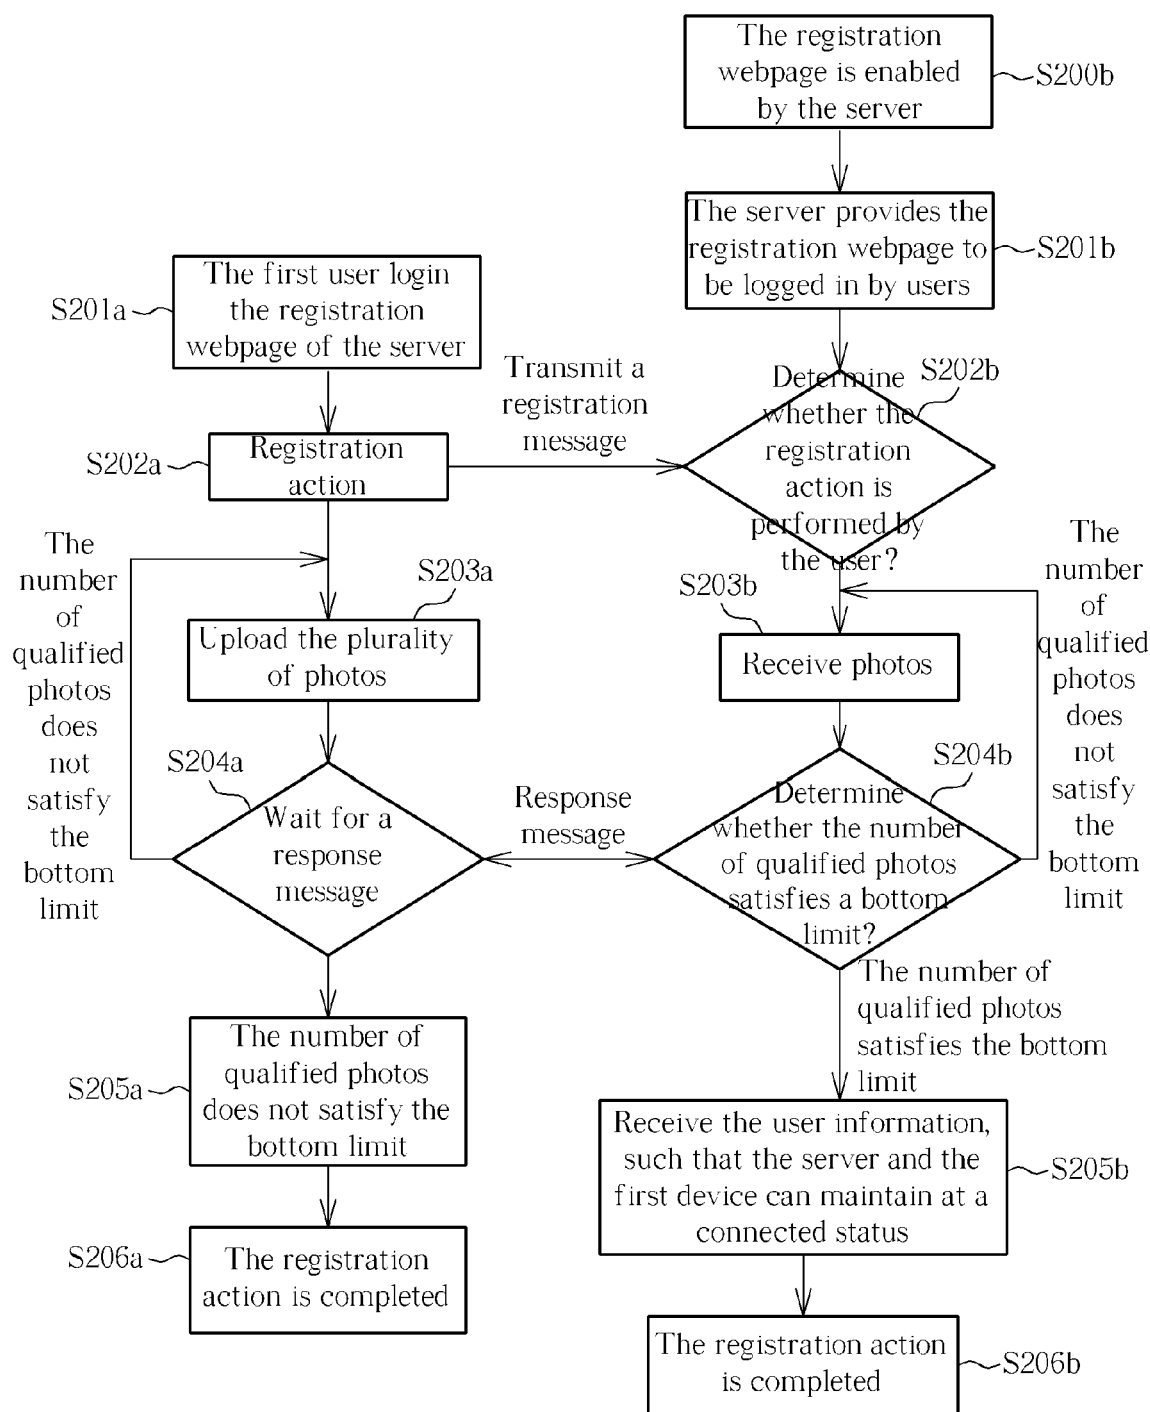 The registration
webpage is enabled
by the server
S200b
The server provides the
registration webpage to
be logged in by users
S201b
The first user login
the registration
webpage of the server
S201a
Transmit a
registration
message
Determine
whether the
registration
action is
performed by
the user?
S202b
Registration
action
S202a
The
number
of
qualified
photos
does
not
satisfy
the
bottom
limit
S203a
Upload the plurality
of photos
S203b
Receive photos
The
number
of
qualified
photos
does
not
satisfy
the
bottom
limit
S204a
Wait for a
response
message
Response
message
S204b
Determine
whether the number
of qualified photos
satisfies a bottom
limit?
The number of
qualified photos
satisfies the bottom
limit
The number of
qualified photos
does not satisfy the
bottom limit
S205a
Receive the user information,
such that the server and the
first device can maintain at a
connected status
S205b
The registration
action is completed
S206a
The registration action
is completed
S206b